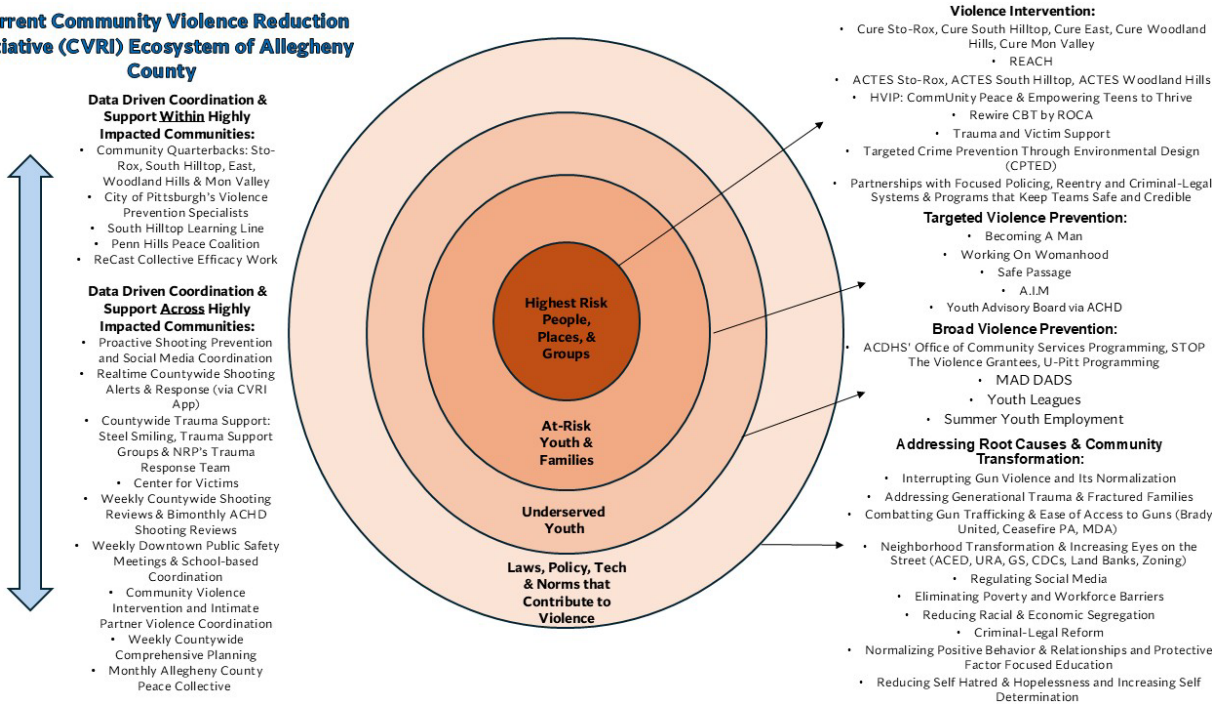 rrent Community Violence Reduction
tiative (CVRI) Ecosystem of Allegheny
County
Data Driven Coordination &
Support Within Highly
Impacted Communities:
• Community Quarterbacks: Sto-
Rox, South Hilltop, East,
Woodland Hills & Mon Valley
• City of Pittsburgh's Violence
Prevention Specialists
• South Hilltop Learning Line
• Penn Hills Peace Coalition
• ReCast Collective Efficacy Work
Data Driven Coordination &
Support Across Highly
Impacted Communities:
• Proactive Shooting Prevention
and Social Media Coordination
• Realtime Countywide Shooting
Alerts & Response (via CVRI
App)
• Countywide Trauma Support:
Steel Smiling, Trauma Support
Groups & NRP's Trauma
Response Team
• Center for Victims
• Weekly Countywide Shooting
Reviews & Bimonthly ACHD
Shooting Reviews
• Weekly Downtown Public Safety
Meetings & School-based
Coordination
• Community Violence
Intervention and Intimate
Partner Violence Coordination
• Weekly Countywide
Comprehensive Planning
• Monthly Allegheny County
Peace Collective
Highest Risk
People,
Places, &
Groups
At-Risk
Youth &
Families
Underserved
Youth
Laws, Policy, Tech
& Norms that
Contribute to
Violence
Violence Intervention:
• Cure Sto-Rox, Cure South Hilltop, Cure East, Cure Woodland
Hills, Cure Mon Valley
• REACH
• ACTES Sto-Rox, ACTES South Hilltop, ACTES Woodland Hills
• HVIP: CommUnity Peace & Empowering Teens to Thrive
• Rewire CBT by ROCA
• Trauma and Victim Support
• Targeted Crime Prevention Through Environmental Design
(CPTED)
• Partnerships with Focused Policing, Reentry and Criminal-Legal
Systems & Programs that Keep Teams Safe and Credible
Targeted Violence Prevention:
• Becoming A Man
• Working On Womanhood
• Safe Passage
• A.I.M
• Youth Advisory Board via ACHD
Broad Violence Prevention:
• ACDHS' Office of Community Services Programming, STOP
The Violence Grantees, U-Pitt Programming
• MAD DADS
• Youth Leagues
• Summer Youth Employment
Addressing Root Causes & Community
Transformation:
• Interrupting Gun Violence and Its Normalization
• Addressing Generational Trauma & Fractured Families
• Combatting Gun Trafficking & Ease of Access to Guns (Brady
United, Ceasefire PA, MDA)
• Neighborhood Transformation & Increasing Eyes on the
Street (ACED, URA, GS, CDCs, Land Banks, Zoning)
• Regulating Social Media
• Eliminating Poverty and Workforce Barriers
• Reducing Racial & Economic Segregation
• Criminal-Legal Reform
• Normalizing Positive Behavior & Relationships and Protective
Factor Focused Education
• Reducing Self Hatred & Hopelessness and Increasing Self
Determination